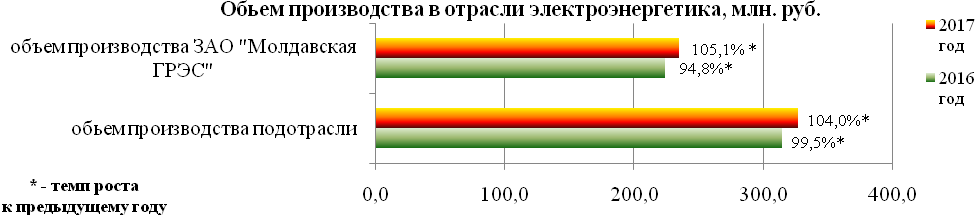 Объем производства в отрасли электроэнергетика, млн. руб.
объем производства ЗАО "Молдавская
ГРЭС"
105,1% *
94,8%*
2017
год
2016
год
объем производства подотрасли
104,0%*
99,5%*
* - темп роста
к предыдущему году
0,0 100,0 200,0 300,0 400,0